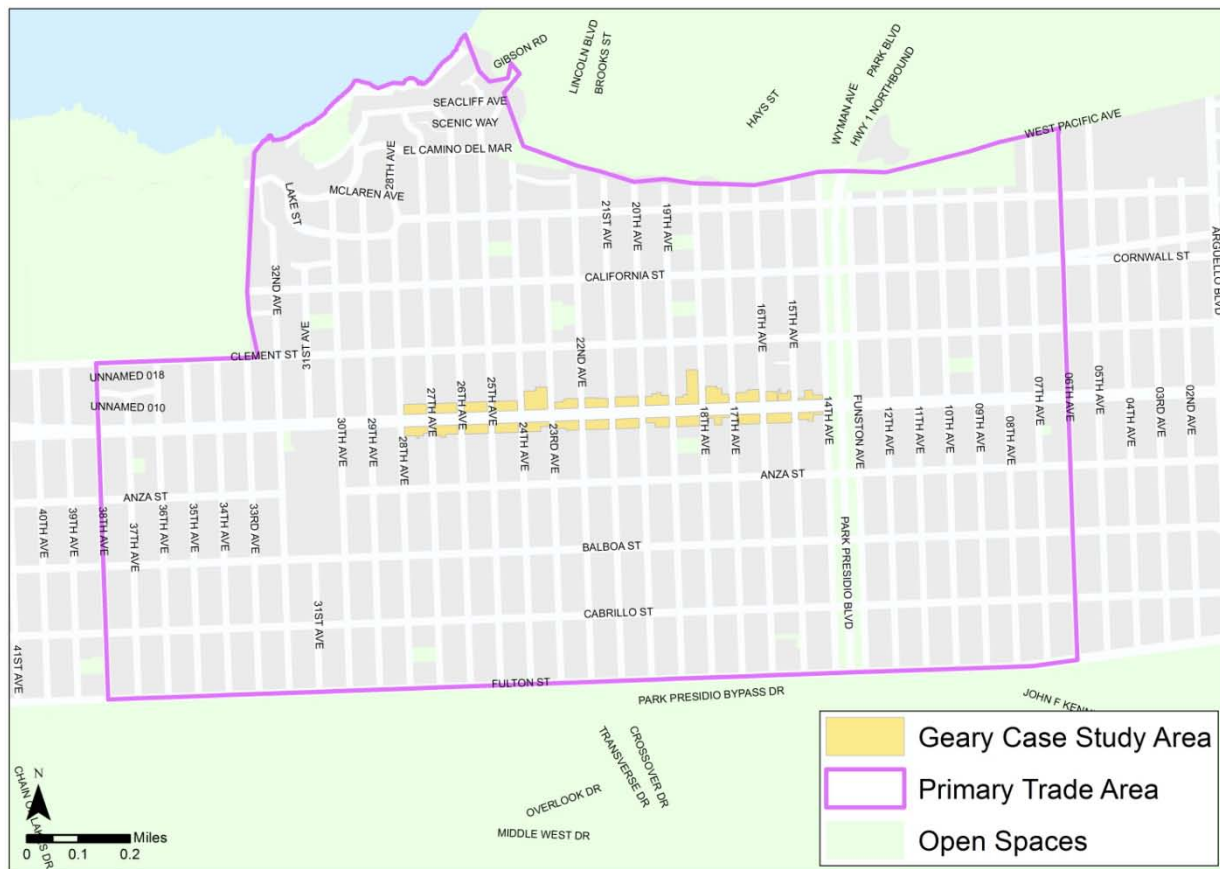 GIBSON RD
LINCOLN BLVD
BROOKS ST
HAYS ST
WYMAN AVE
PARK BLVD
HWY 1 NORTHBOUND
WEST PACIFIC AVE
SEACLIFF AVE
SCENIC WAY
EL CAMINO DEL MAR
28TH AVE
MCLAREN AVE
LAKE ST
21ST AVE
20TH AVE
19TH AVE
ARGUELLO BLVD
CORNWALL ST
CALIFORNIA ST
32ND AVE
31ST AVE
CLEMENT ST
22ND AVE
16TH AVE
15TH AVE
UNNAMED 018
UNNAMED 010
27TH AVE
26TH AVE
25TH AVE
30TH AVE
29TH AVE
28TH AVE
24TH AVE
23RD AVE
18TH AVE
17TH AVE
14TH AVE
FUNSTON AVE
12TH AVE
11TH AVE
10TH AVE
09TH AVE
08TH AVE
07TH AVE
06TH AVE
05TH AVE
04TH AVE
03RD AVE
02ND AVE
ANZA ST
ANZA ST
40TH AVE
39TH AVE
38TH AVE
37TH AVE
36TH AVE
35TH AVE
34TH AVE
33RD AVE
BALBOA ST
PARK PRESIDIO BLVD
CABRILLO ST
31ST AVE
41ST AVE
FULTON ST
PARK PRESIDIO BYPASS DR
JOHN F KENN
CROSSOVER DR
TRANSVERSE DR
OVERLOOK DR
MIDDLE WEST DR
CHAIN O LAKES DR
N
Miles
0 0.1 0.2
Geary Case Study Area
Primary Trade Area
Open Spaces